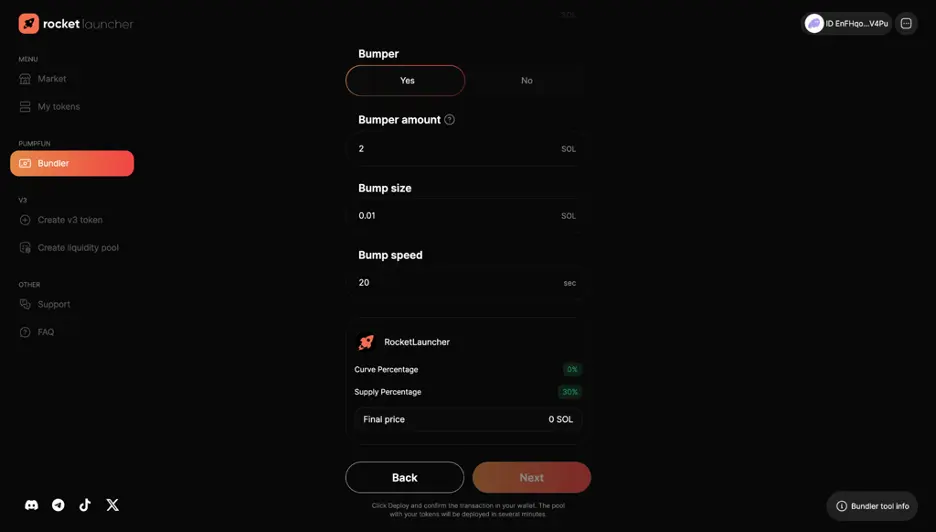 rocket launcher
SOL
ID EnFHqo...V4Pu
MENU
Market
My tokens
PUMPFUN
Bundler
V3
Create v3 token
Create liquidity pool
OTHER
Support
FAQ
Bumper
Yes No
Bumper amount ?
2 SOL
Bump size
0.01 SOL
Bump speed
20 sec
RocketLauncher
Curve Percentage 0%
Supply Percentage 30%
Final price 0 SOL
Back Next
Click Deploy and confirm the transaction in your wallet. The pool
with your tokens will be deployed in several minutes.
Bundler tool info